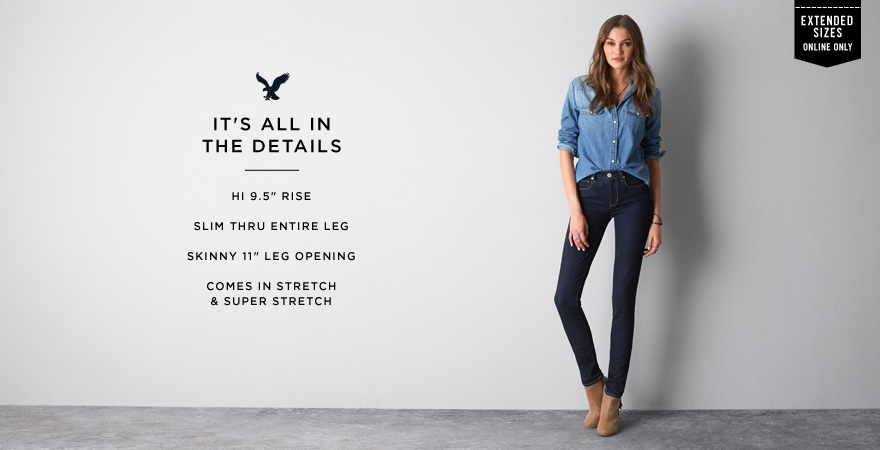 IT'S ALL IN
THE DETAILS
HI 9.5" RISE
SLIM THRU ENTIRE LEG
SKINNY 11" LEG OPENING
COMES IN STRETCH
& SUPER STRETCH
EXTENDED
SIZES
ONLINE ONLY